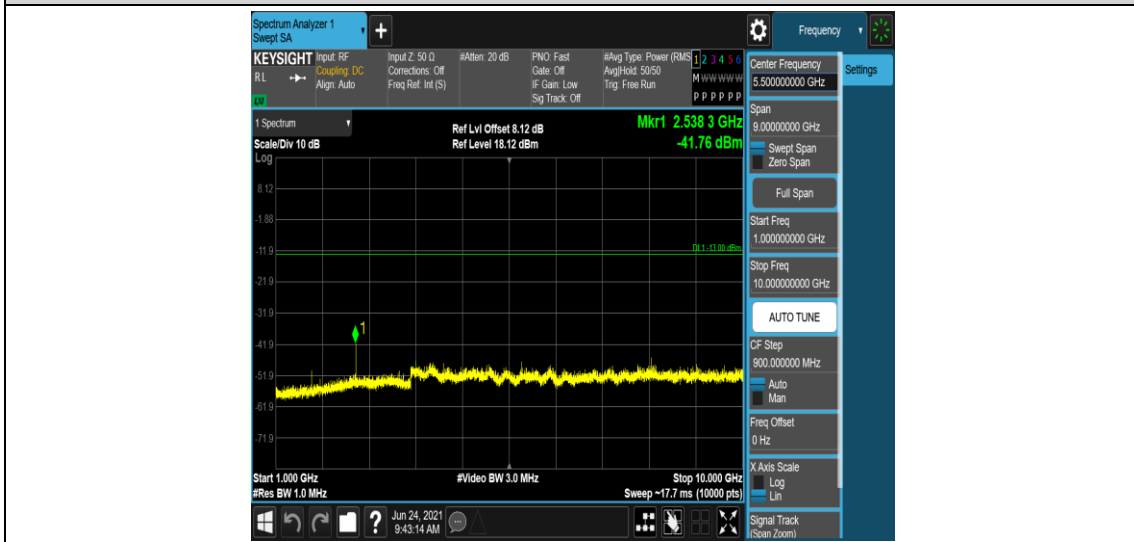 Spectrum Analyzer 1
Swept SA
+
Frequency
KEYSIGHT
RL
LXI
Input: RF
Coupling: DC
Align: Auto
Input Z: 50 Ω
Corrections: Off
Freq Ref: Int (S)
#Atten: 20 dB
PNO: Fast
Gate: Off
IF Gain: Low
Sig Track: Off
#Avg Type: Power (RMS
Avg|Hold: 50/50
Trig: Free Run
1 2 3 4 5 6
M W W W W W
P P P P P P
Center Frequency
5.500000000 GHz
Settings
Span
9.00000000 GHz
Swept Span
Zero Span
Full Span
Start Freq
1.000000000 GHz
Stop Freq
10.000000000 GHz
AUTO TUNE
CF Step
900.000000 MHz
Auto
Man
Freq Offset
0 Hz
X Axis Scale
Log
Lin
Signal Track
(Span Zoom)
1 Spectrum
Scale/Div 10 dB
Log
Ref Lvl Offset 8.12 dB
Ref Level 18.12 dBm
Mkr1 2.538 3 GHz
-41.76 dBm
8.12
-1.88
-11.9
DL1 -13.00 dBm
-21.9
-31.9
1
-41.9
-51.9
-61.9
-71.9
Start 1.000 GHz
#Res BW 1.0 MHz
#Video BW 3.0 MHz
Stop 10.000 GHz
Sweep ~17.7 ms (10000 pts)
?
Jun 24, 2021
9:43:14 AM